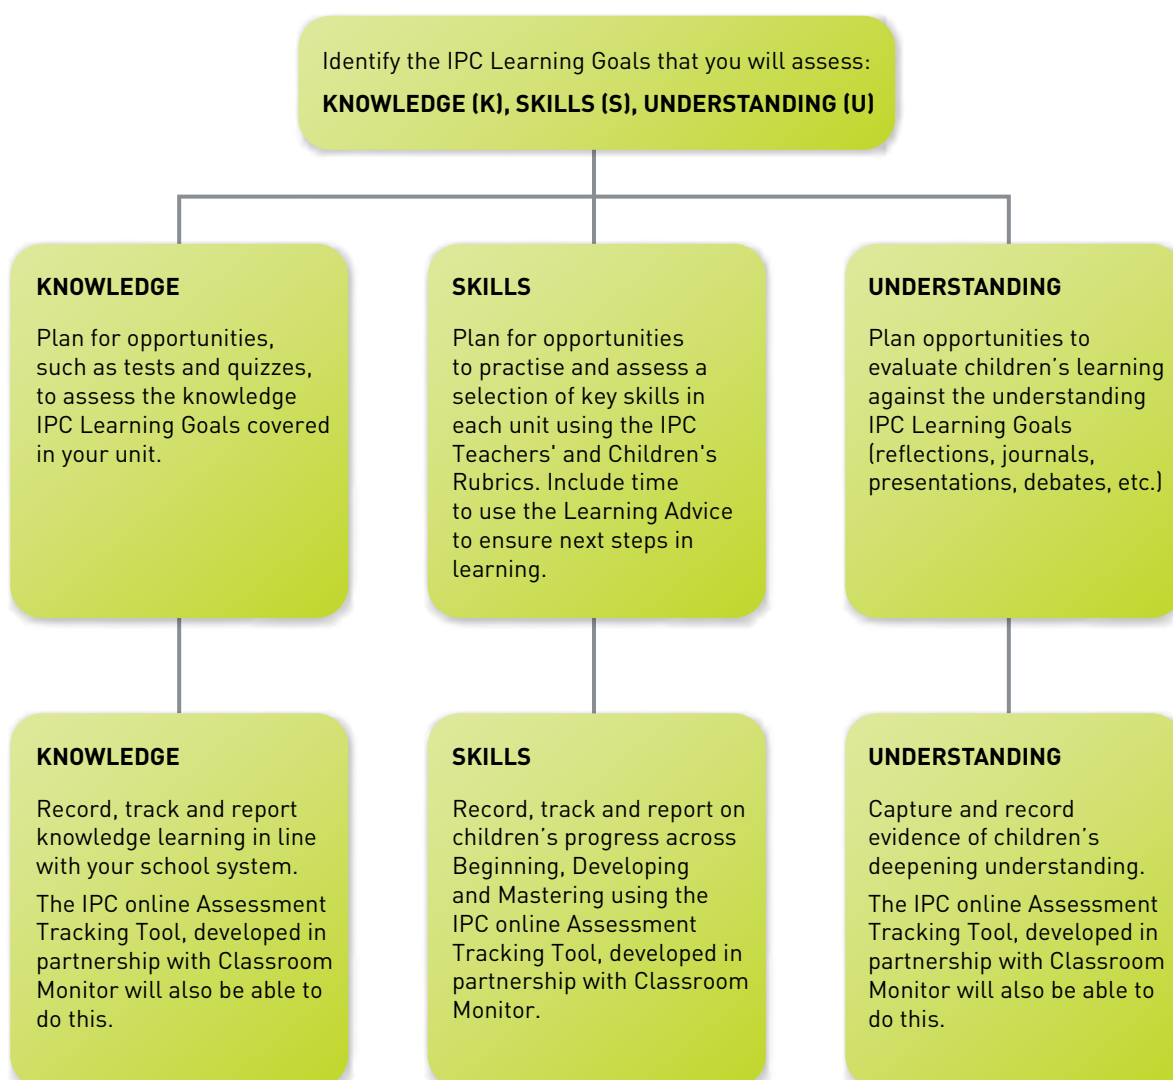 Identify the IPC Learning Goals that you will assess:
KNOWLEDGE (K), SKILLS (S), UNDERSTANDING (U)
KNOWLEDGE
Plan for opportunities,
such as tests and quizzes,
to assess the knowledge
IPC Learning Goals covered
in your unit.
SKILLS
Plan for opportunities
to practise and assess a
selection of key skills in
each unit using the IPC
Teachers' and Children's
Rubrics. Include time
to use the Learning Advice
to ensure next steps in
learning.
UNDERSTANDING
Plan opportunities to
evaluate children’s learning
against the understanding
IPC Learning Goals
(reflections, journals,
presentations, debates, etc.)
KNOWLEDGE
Record, track and report
knowledge learning in line
with your school system.
The IPC online Assessment
Tracking Tool, developed in
partnership with Classroom
Monitor will also be able to
do this.
SKILLS
Record, track and report on
children’s progress across
Beginning, Developing
and Mastering using the
IPC online Assessment
Tracking Tool, developed in
partnership with Classroom
Monitor.
UNDERSTANDING
Capture and record
evidence of children’s
deepening understanding.
The IPC online Assessment
Tracking Tool, developed in
partnership with Classroom
Monitor will also be able to
do this.